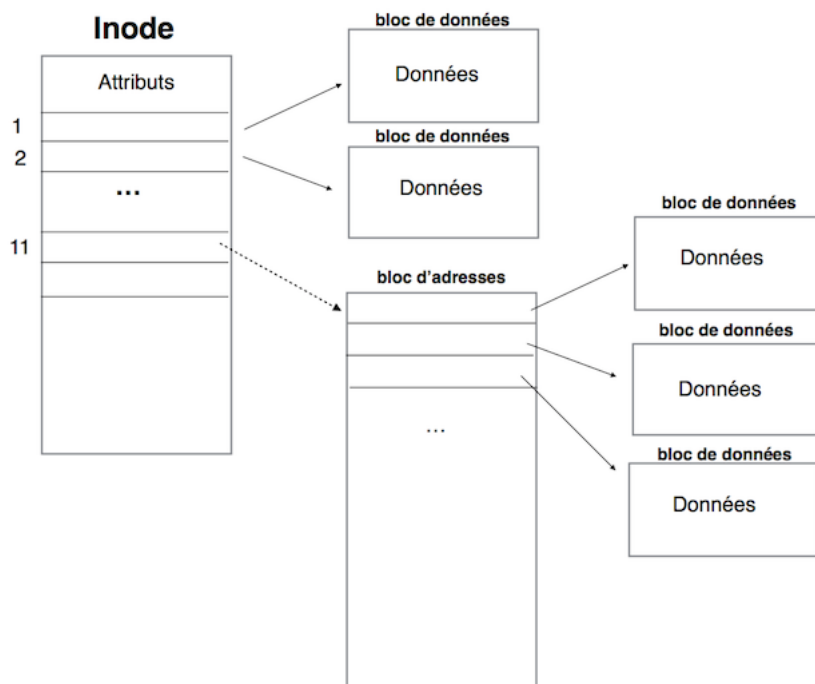 Inode
Attributs
1
2
...
11
bloc de données
Données
bloc de données
Données
bloc d'adresses
...
bloc de données
Données
bloc de données
Données
bloc de données
Données